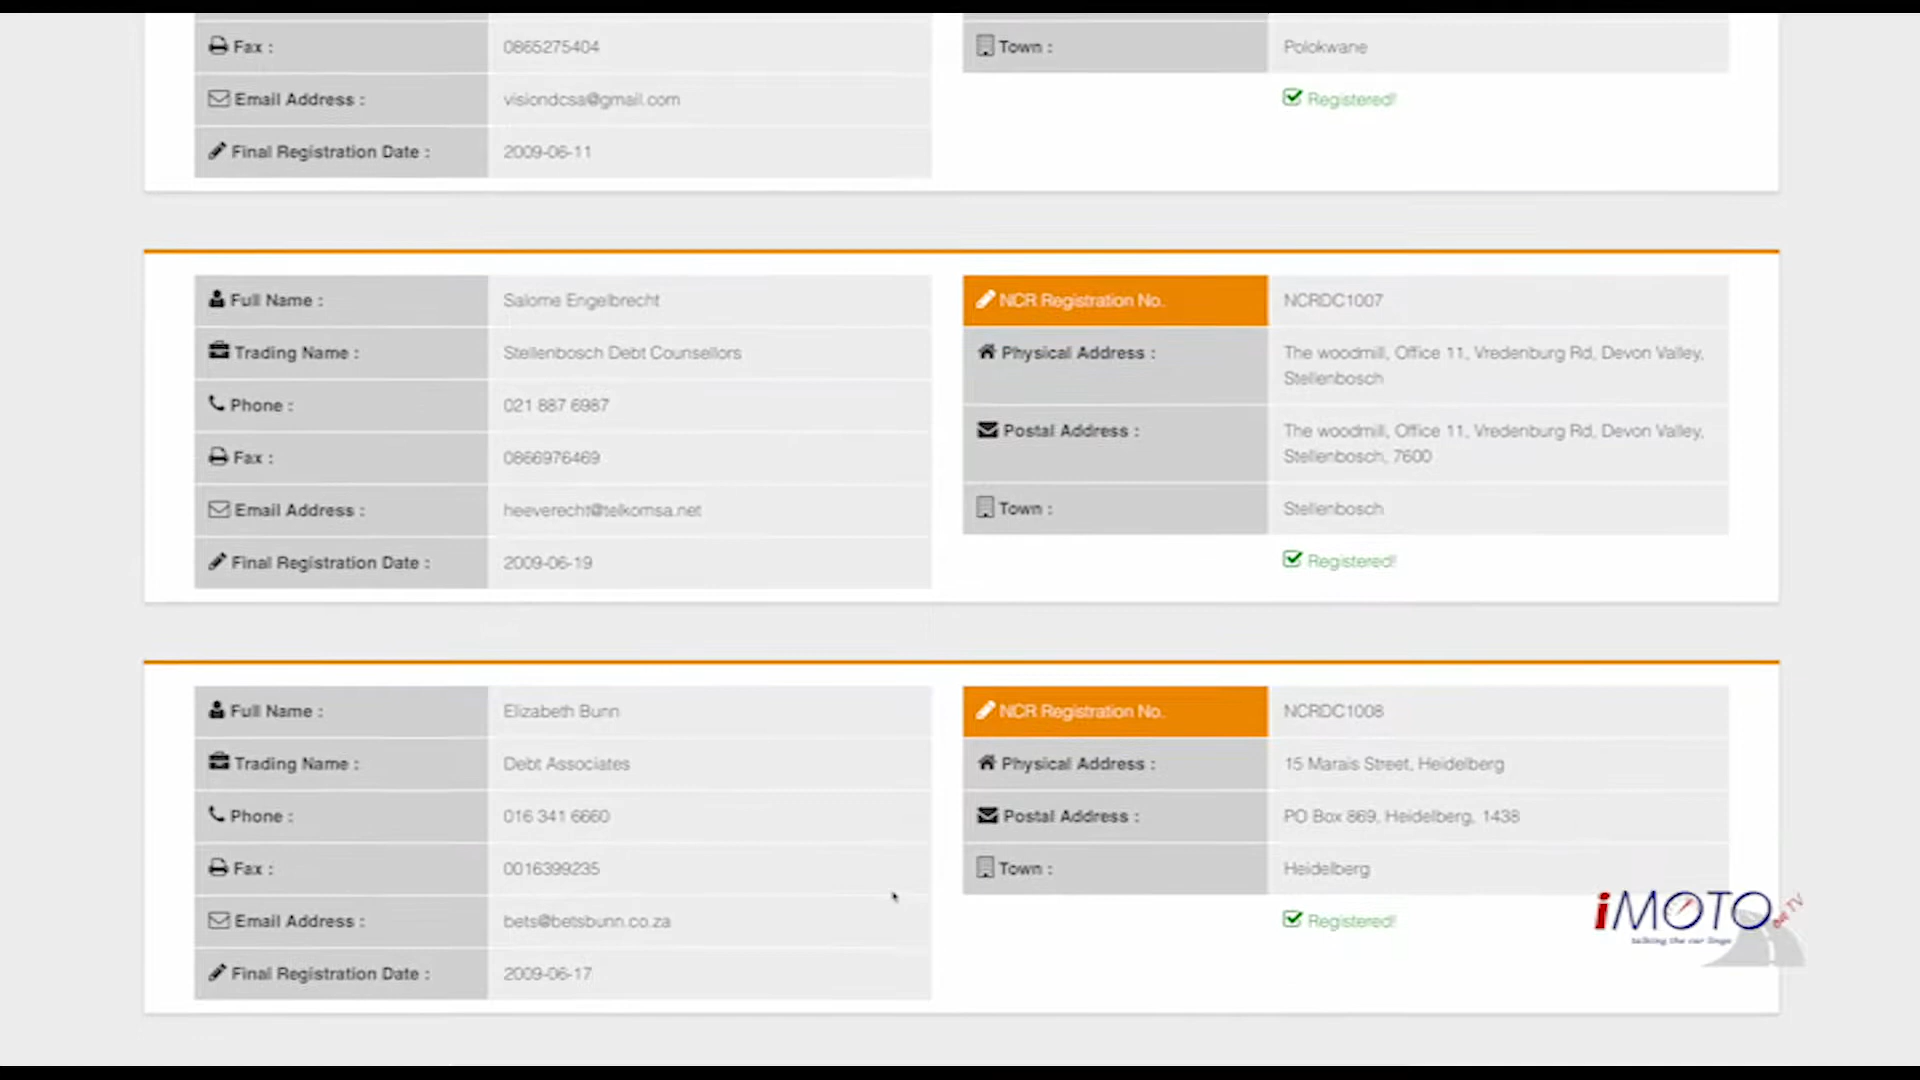 Fax : 0865275404
Email Address : visiondcsa@gmail.com
Final Registration Date : 2009-06-11
Town : Polokwane
Registered!
Full Name : Salome Engelbrecht
Trading Name : Stellenbosch Debt Counsellors
Phone : 021 887 6987
Fax : 0866976469
Email Address : heeverecht@telkomsa.net
Final Registration Date : 2009-06-19
NCR Registration No. NCRDC1007
Physical Address : The woodmill, Office 11, Vredenburg Rd, Devon Valley,
Stellenbosch
Postal Address : The woodmill, Office 11, Vredenburg Rd, Devon Valley,
Stellenbosch, 7600
Town : Stellenbosch
Registered!
Full Name : Elizabeth Bunn
Trading Name : Debt Associates
Phone : 016 341 6660
Fax : 0016399235
Email Address : bets@betsbunn.co.za
Final Registration Date : 2009-06-17
NCR Registration No. NCRDC1008
Physical Address : 15 Marais Street, Heidelberg
Postal Address : PO Box 869, Heidelberg, 1438
Town : Heidelberg
Registered!
iMOTO on TV
talking the car lingo